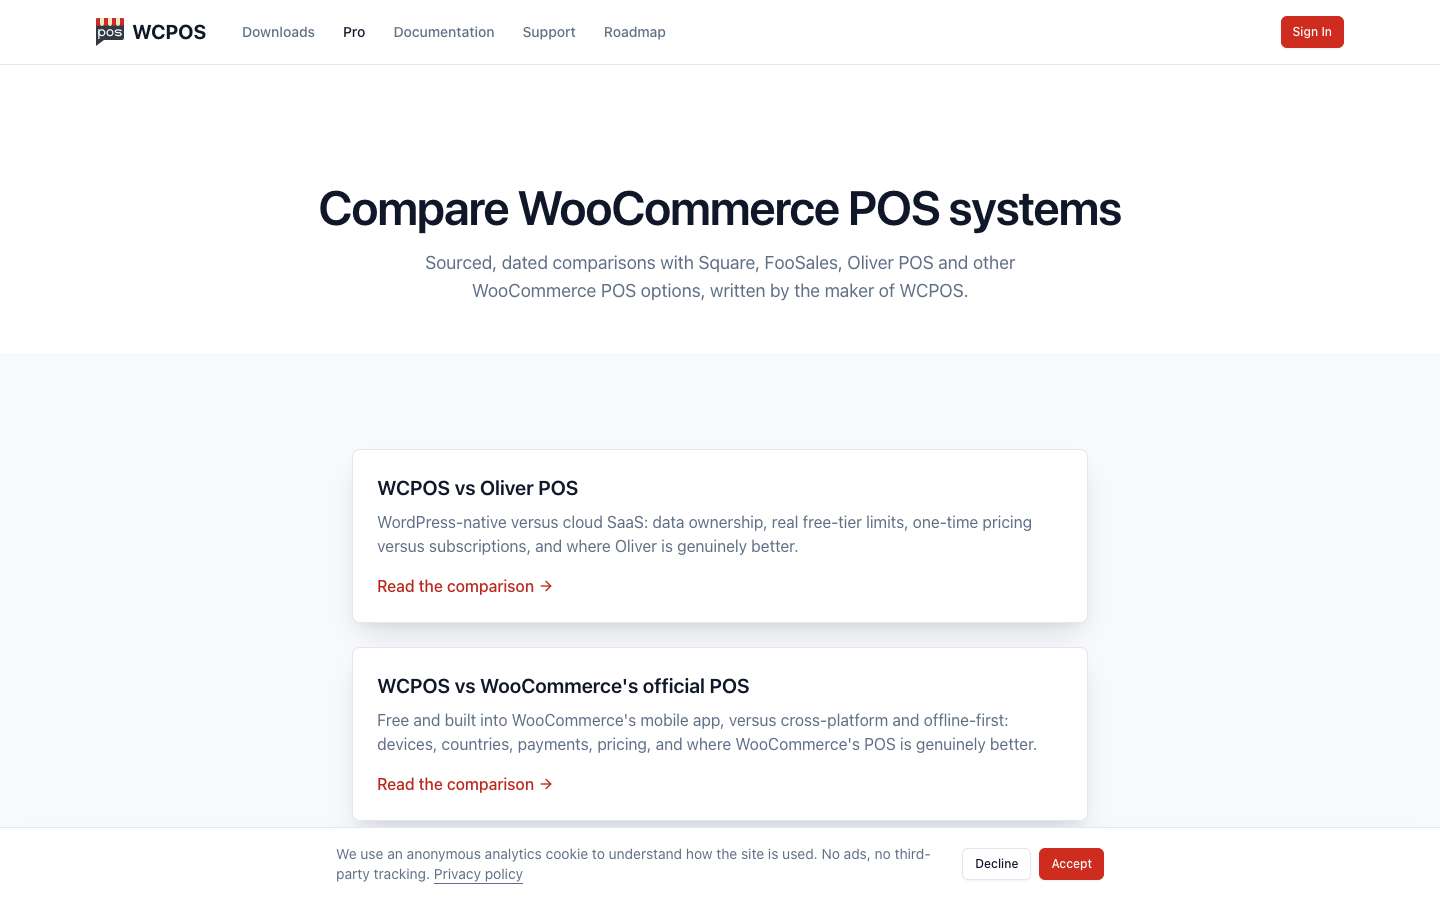 pos WCPOS Downloads Pro Documentation Support Roadmap Sign In
Compare WooCommerce POS systems
Sourced, dated comparisons with Square, FooSales, Oliver POS and other
WooCommerce POS options, written by the maker of WCPOS.
WCPOS vs Oliver POS
WordPress-native versus cloud SaaS: data ownership, real free-tier limits, one-time pricing
versus subscriptions, and where Oliver is genuinely better.
Read the comparison →
WCPOS vs WooCommerce's official POS
Free and built into WooCommerce's mobile app, versus cross-platform and offline-first:
devices, countries, payments, pricing, and where WooCommerce's POS is genuinely better.
Read the comparison →
We use an anonymous analytics cookie to understand how the site is used. No ads, no third-
party tracking. Privacy policy
Decline Accept